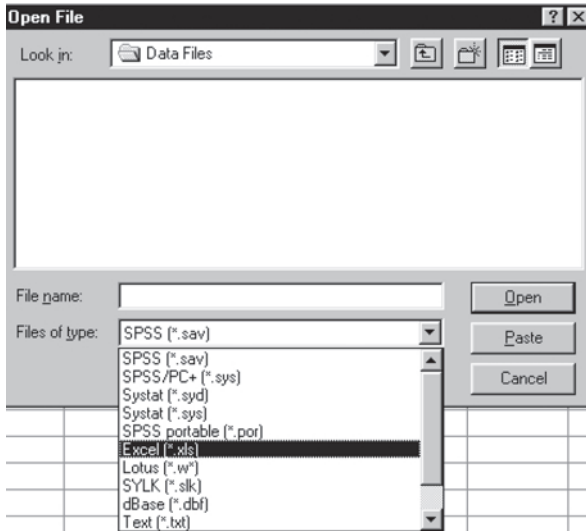 Open File
Look in: Data Files
File name: Open
Files of type: SPSS (*.sav) Paste
Cancel
SPSS (*.sav)
SPSS/PC+ (*.sys)
Systat (*.syd)
Systat (*.sys)
SPSS portable (*.por)
Excel (*.xls)
Lotus (*.w*)
SYLK (*.slk)
dBase (*.dbf)
Text (*.txt)